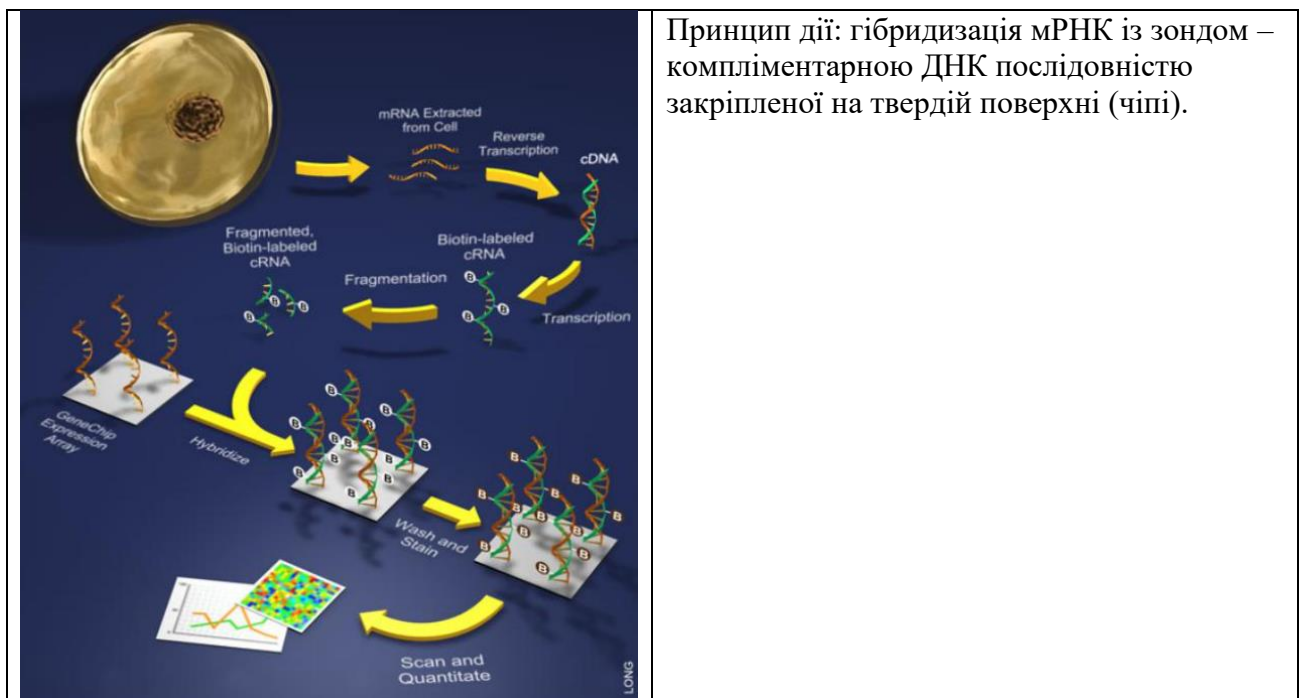 mRNA Extracted
from Cell
Reverse
Transcription
cDNA
Fragmented,
Biotin-labeled
cRNA
Fragmentation
Biotin-labeled
cRNA
Transcription
B
B
B
B
B
B
GeneChip
Expression
Array
Hybridize
B
B
B
B
B
B
B
B
B
B
Wash and
Stain
B
B
B
B
B
B
B
B
B
Scan and
Quantitate
LONG
Принцип дії: гібридизація мРНК із зондом –
компліментарною ДНК послідовністю
закріпленої на твердій поверхні (чіпі).